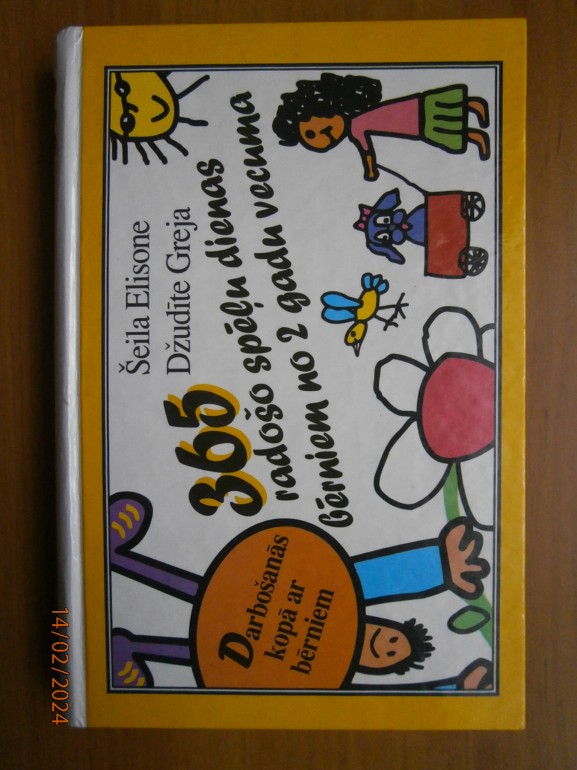 Šeila Elisone
Džudīte Greja
365
radošo spēļu dienas
bērniem no 2 gadu vecuma
Darbošanās
kopā ar
bērniem
14/02/2024